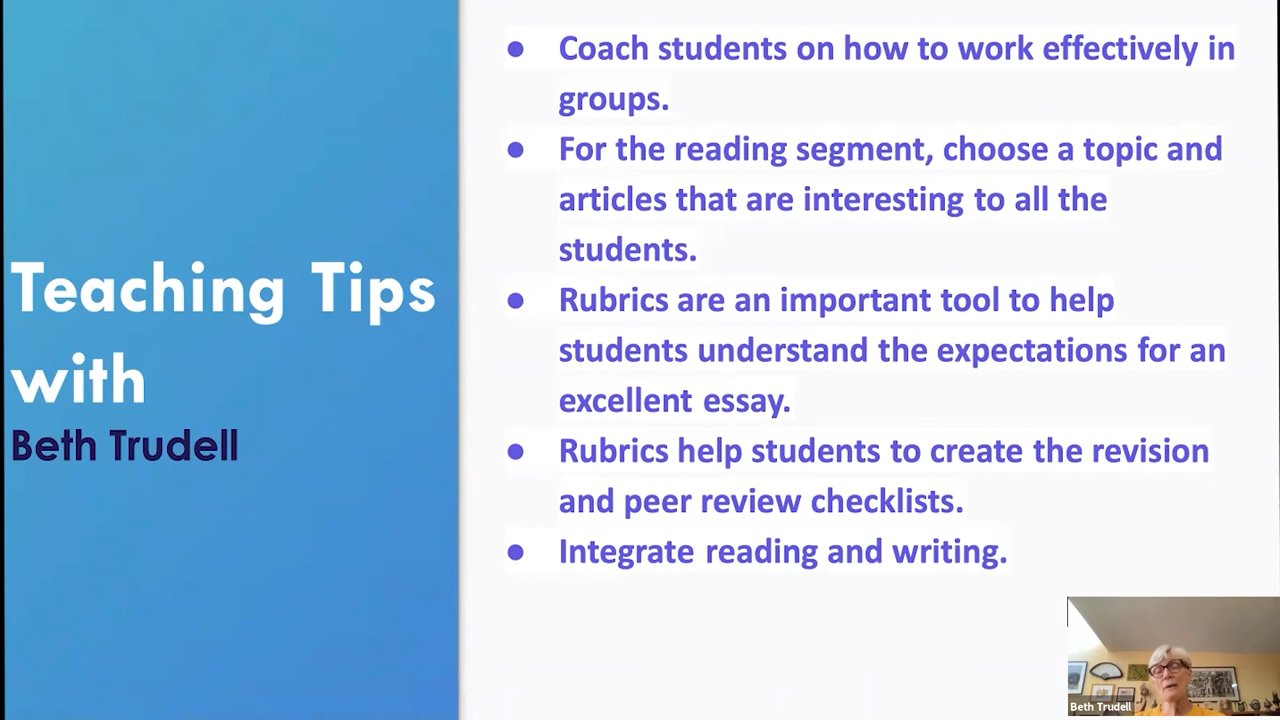 Teaching Tips
with
Beth Trudell
● Coach students on how to work effectively in
groups.
● For the reading segment, choose a topic and
articles that are interesting to all the
students.
● Rubrics are an important tool to help
students understand the expectations for an
excellent essay.
● Rubrics help students to create the revision
and peer review checklists.
● Integrate reading and writing.
Beth Trudell